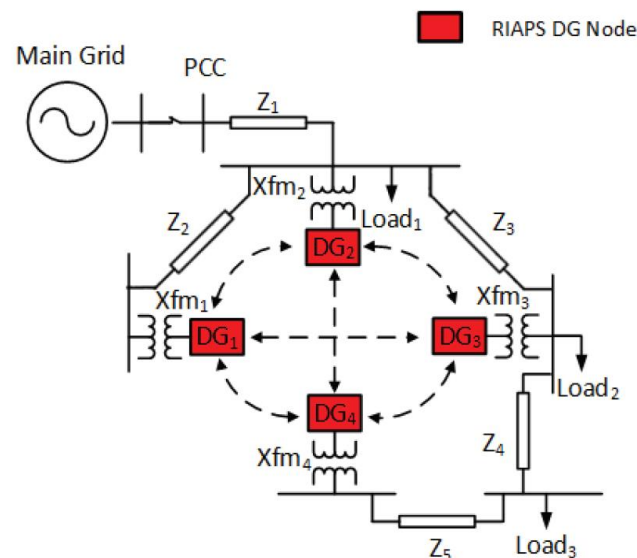 RIAPS DG Node
Main Grid
PCC
Z₁
Xfm₂
Load₁
Z₂
Z₃
DG₂
Xfm₁
Xfm₃
DG₁
DG₃
Load₂
DG₄
Xfm₄
Z₄
Z₅
Load₃